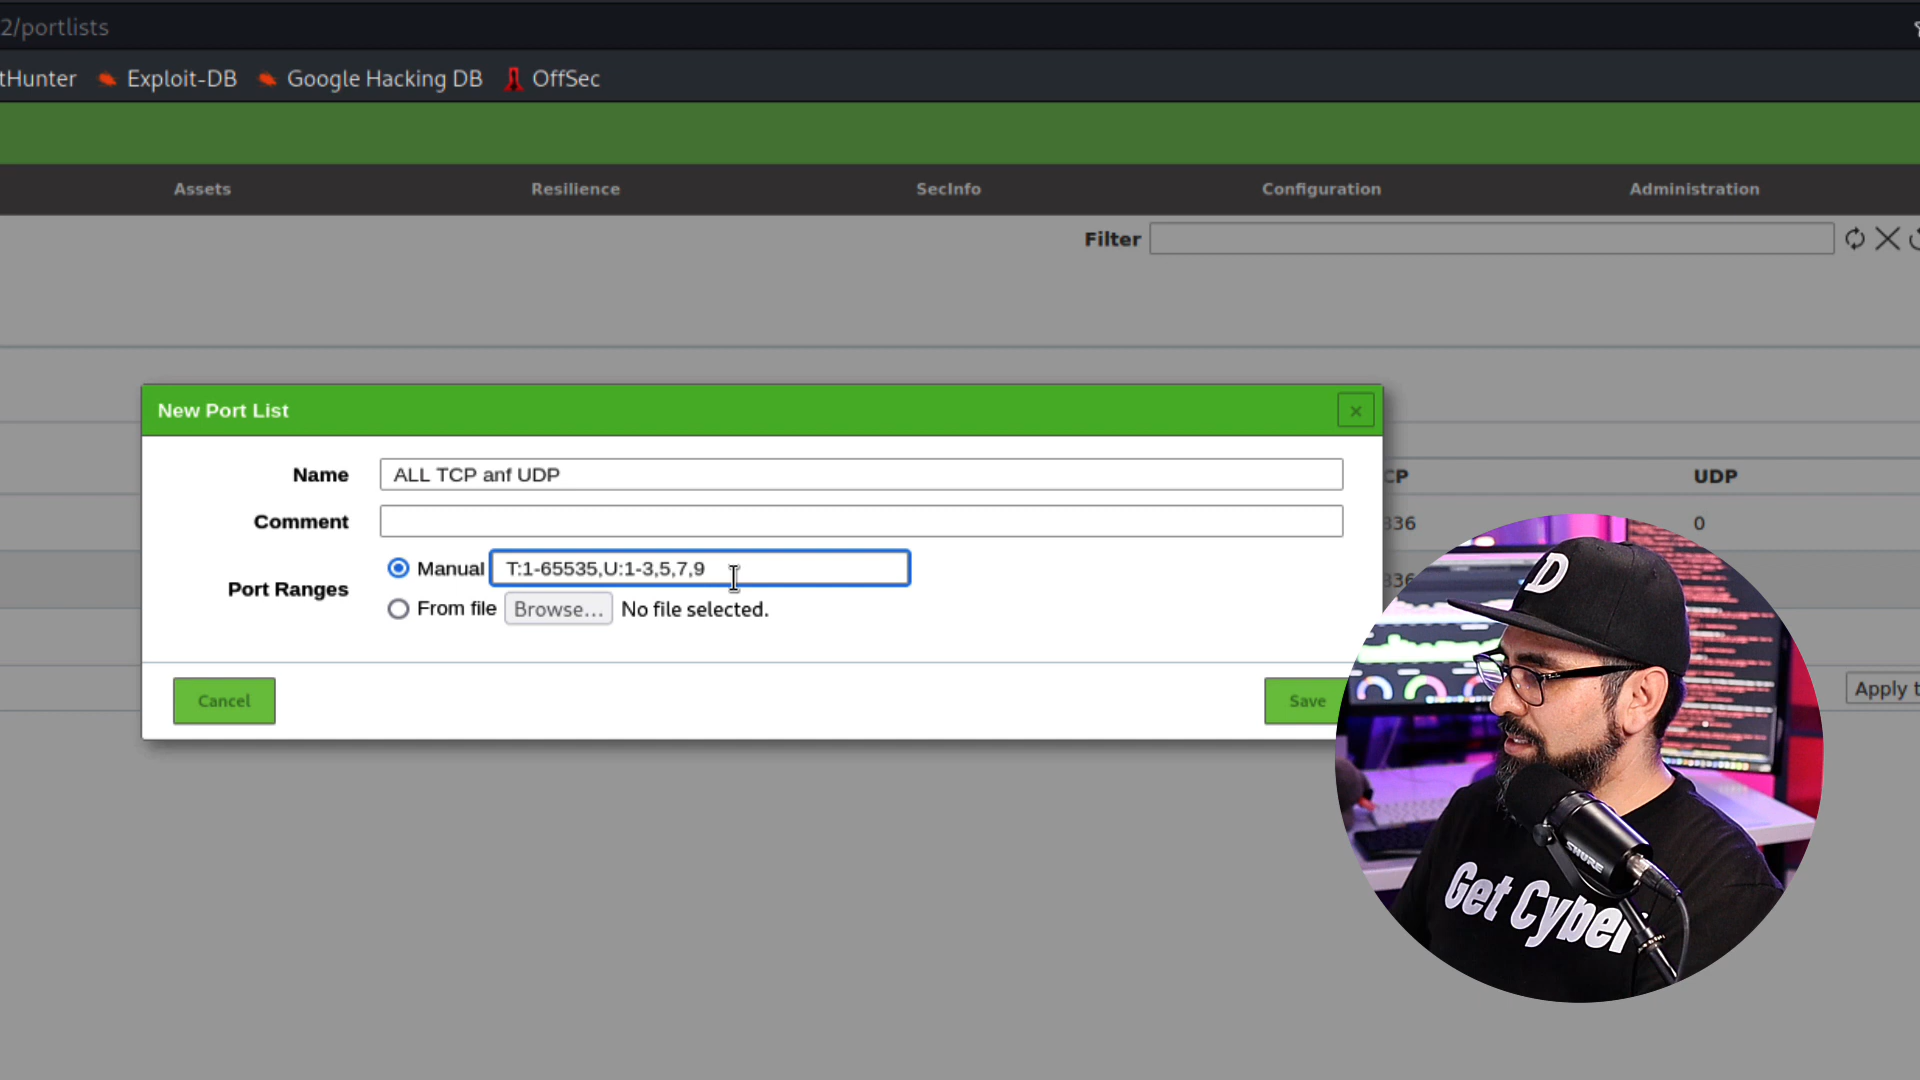 2/portlists
tHunter Exploit-DB Google Hacking DB OffSec
Assets Resilience SecInfo Configuration Administration
Filter
New Port List
×
Name ALL TCP anf UDP
CP UDP
Comment
336 0
Port Ranges
Manual T:1-65535,U:1-3,5,7,9
336
From file Browse... No file selected.
Cancel Save
Apply t
D
SHURE
Get Cyber